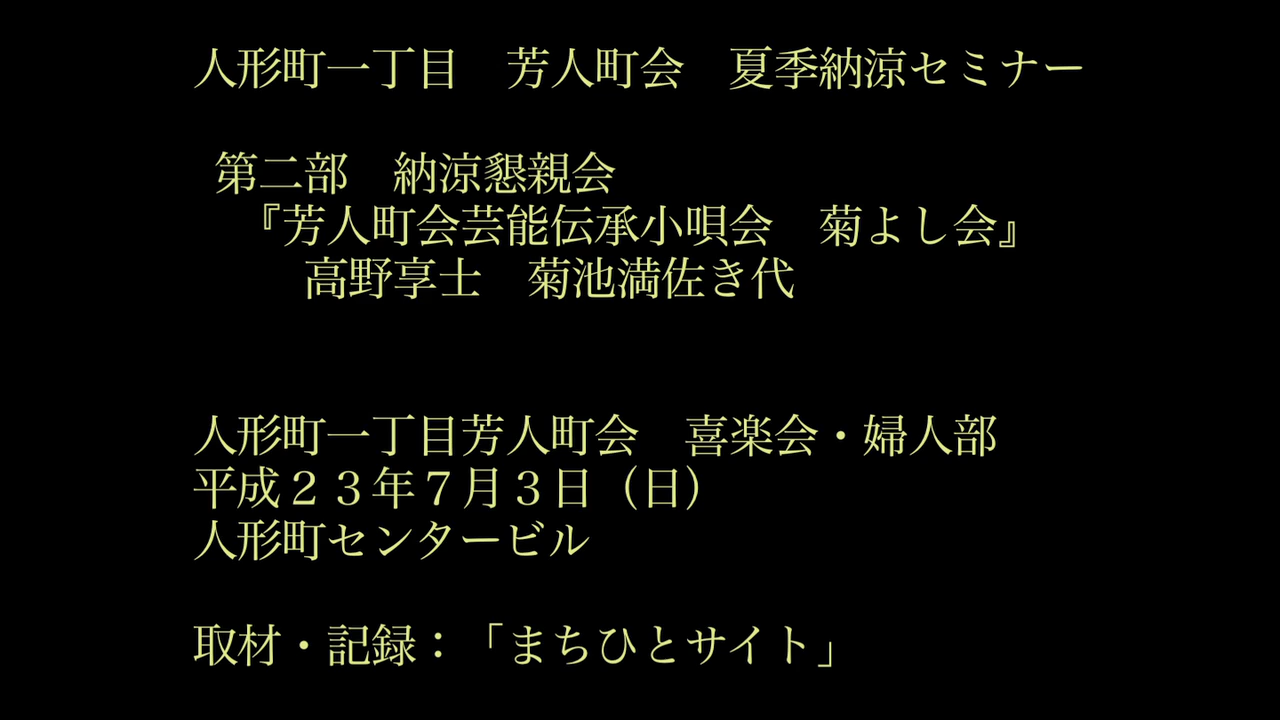 人形町一丁目　芳人町会　夏季納涼セミナー
第二部　納涼懇親会
『芳人町会芸能伝承小唄会　菊よし会』
高野享士　菊池満佐き代
人形町一丁目芳人町会　喜楽会・婦人部
平成２３年７月３日（日）
人形町センタービル
取材・記録：「まちひとサイト」